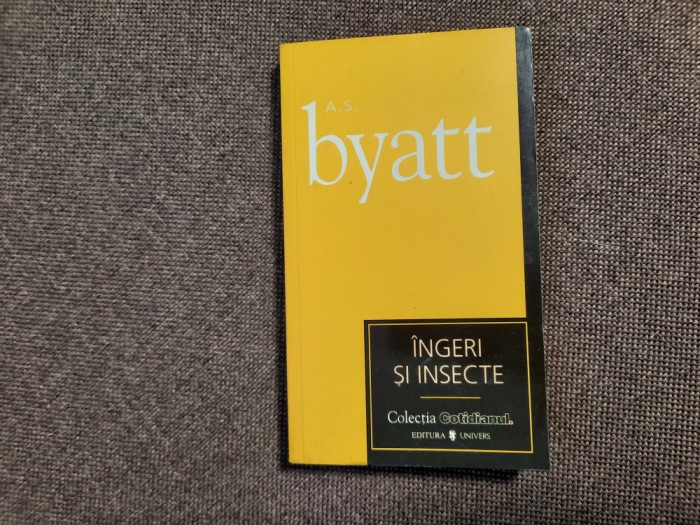 A. S.
byatt
ÎNGERI
ȘI INSECTE
Colecția Cotidianul.
EDITURA UNIVERS